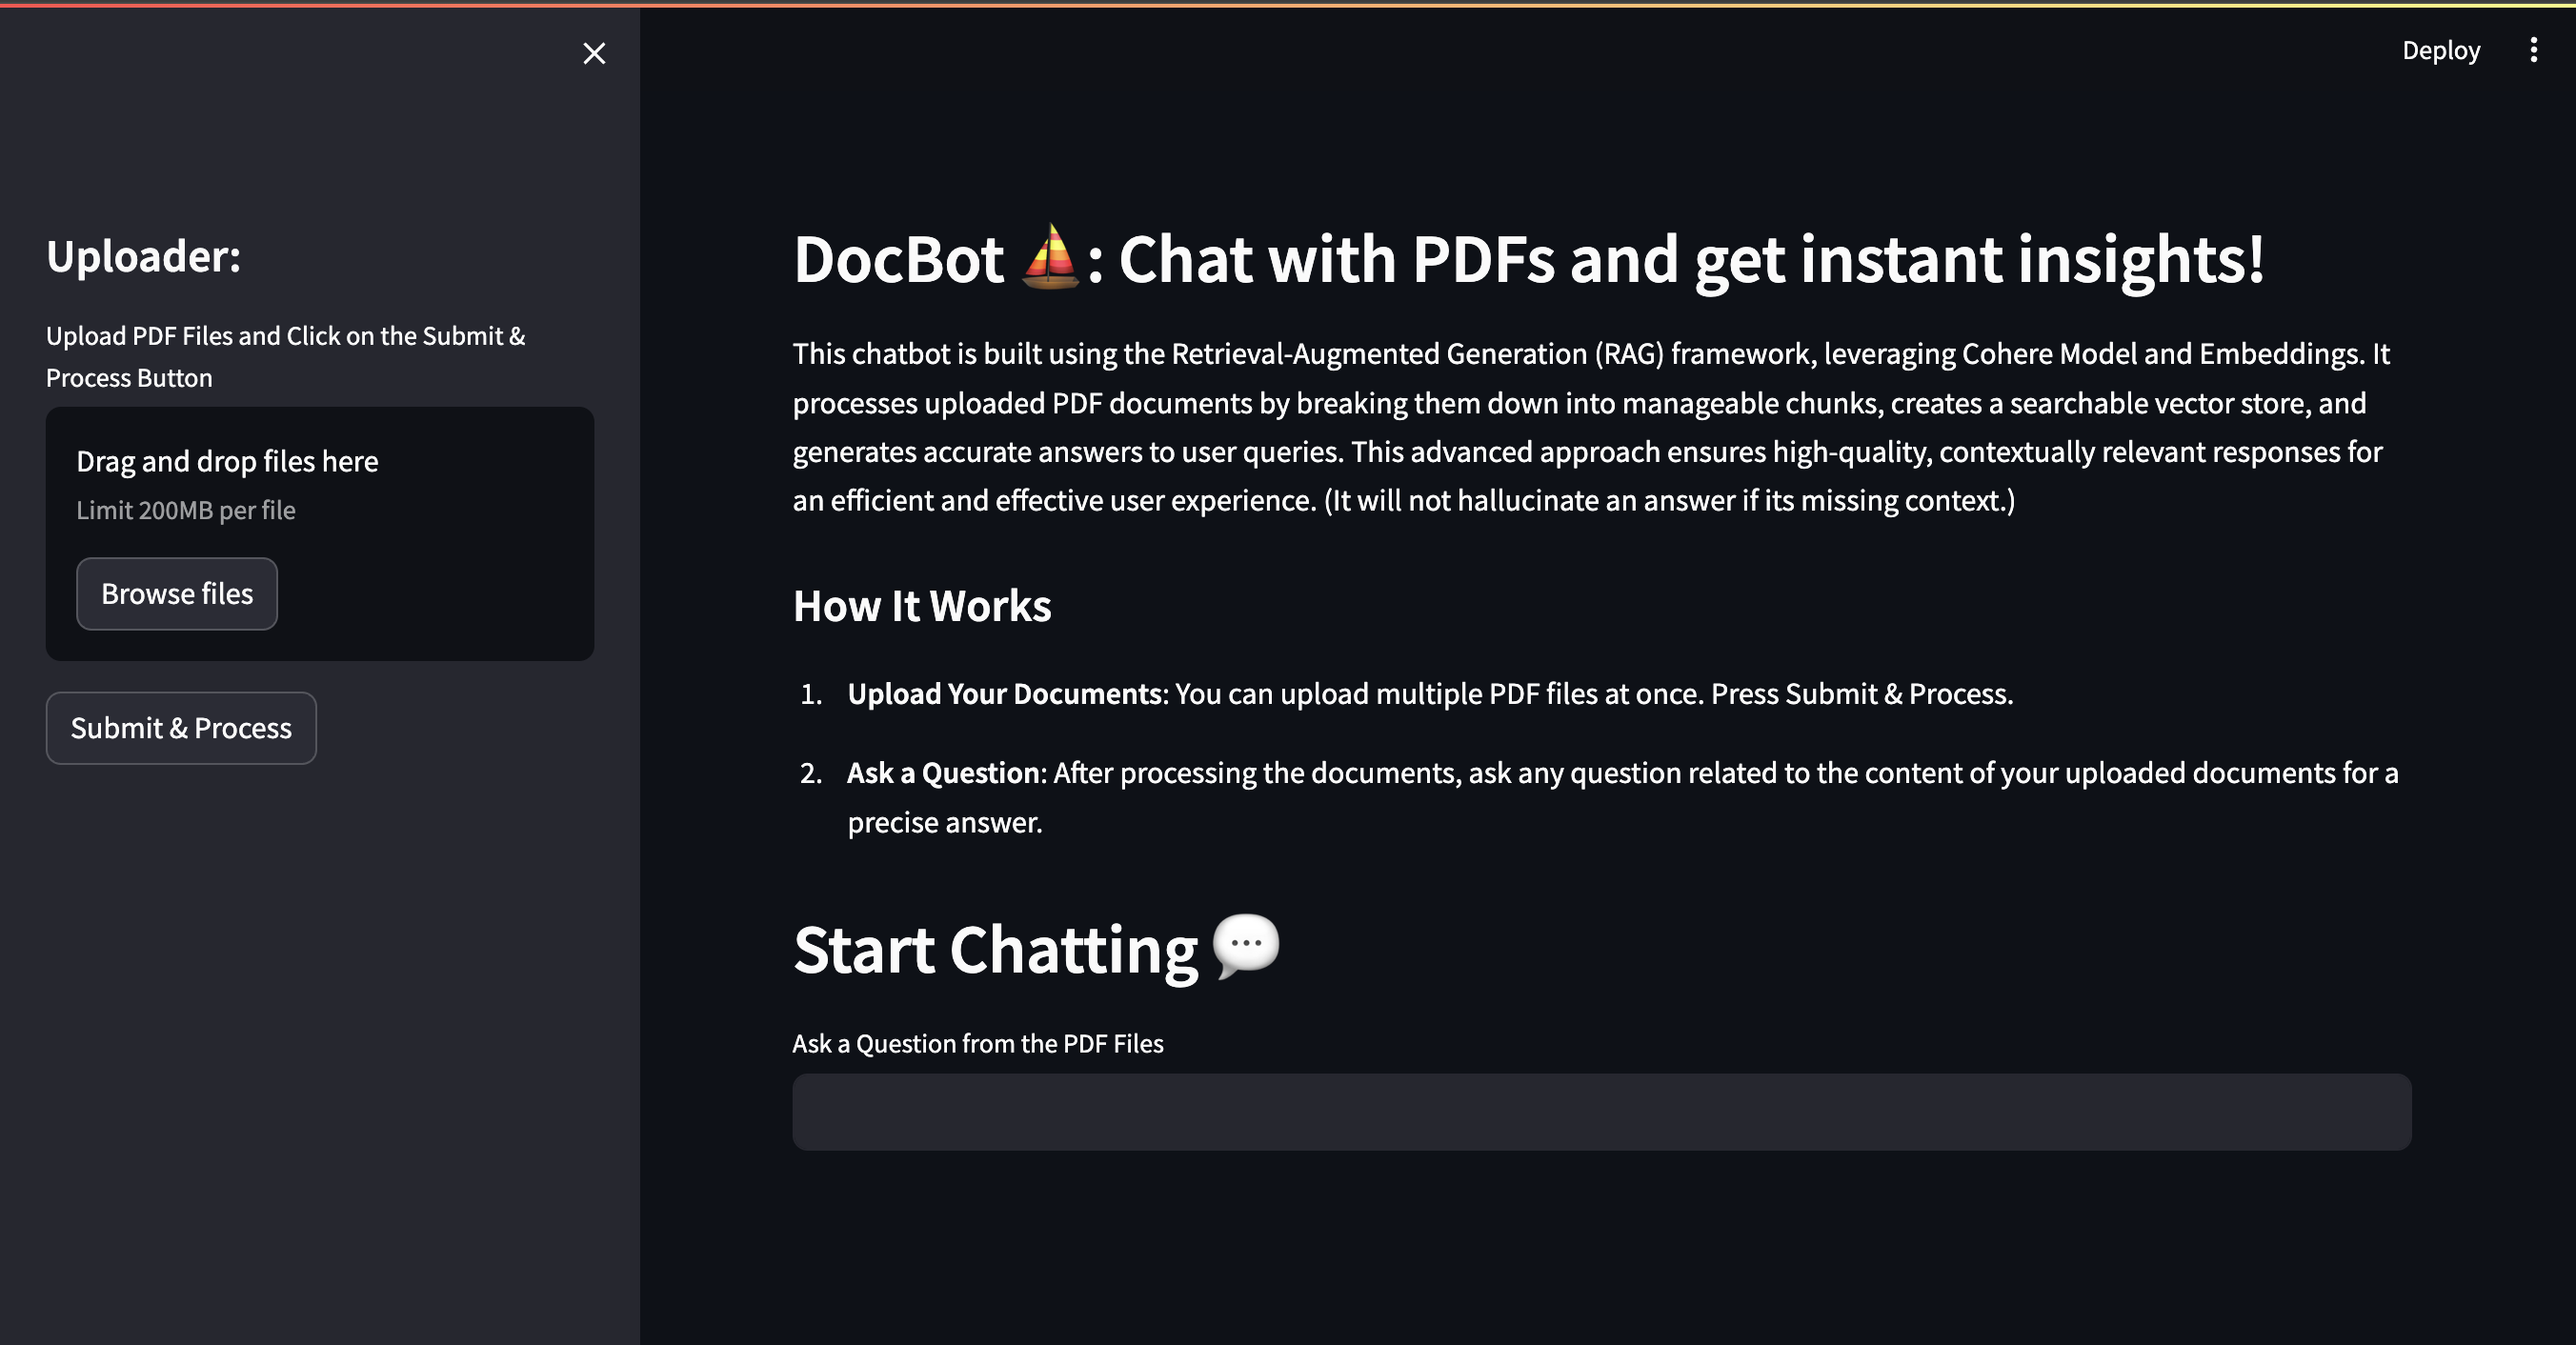 Deploy
Uploader:
Upload PDF Files and Click on the Submit &
Process Button
Drag and drop files here
Limit 200MB per file
Browse files
Submit & Process
DocBot ⛵: Chat with PDFs and get instant insights!
This chatbot is built using the Retrieval-Augmented Generation (RAG) framework, leveraging Cohere Model and Embeddings. It
processes uploaded PDF documents by breaking them down into manageable chunks, creates a searchable vector store, and
generates accurate answers to user queries. This advanced approach ensures high-quality, contextually relevant responses for
an efficient and effective user experience. (It will not hallucinate an answer if its missing context.)
How It Works
1. Upload Your Documents: You can upload multiple PDF files at once. Press Submit & Process.
2. Ask a Question: After processing the documents, ask any question related to the content of your uploaded documents for a
precise answer.
Start Chatting 💬
Ask a Question from the PDF Files